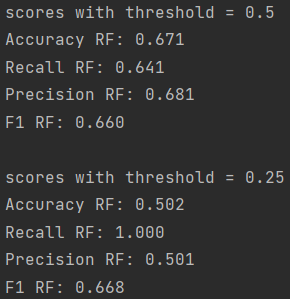 scores with threshold = 0.5
Accuracy RF: 0.671
Recall RF: 0.641
Precision RF: 0.681
F1 RF: 0.660

scores with threshold = 0.25
Accuracy RF: 0.502
Recall RF: 1.000
Precision RF: 0.501
F1 RF: 0.668